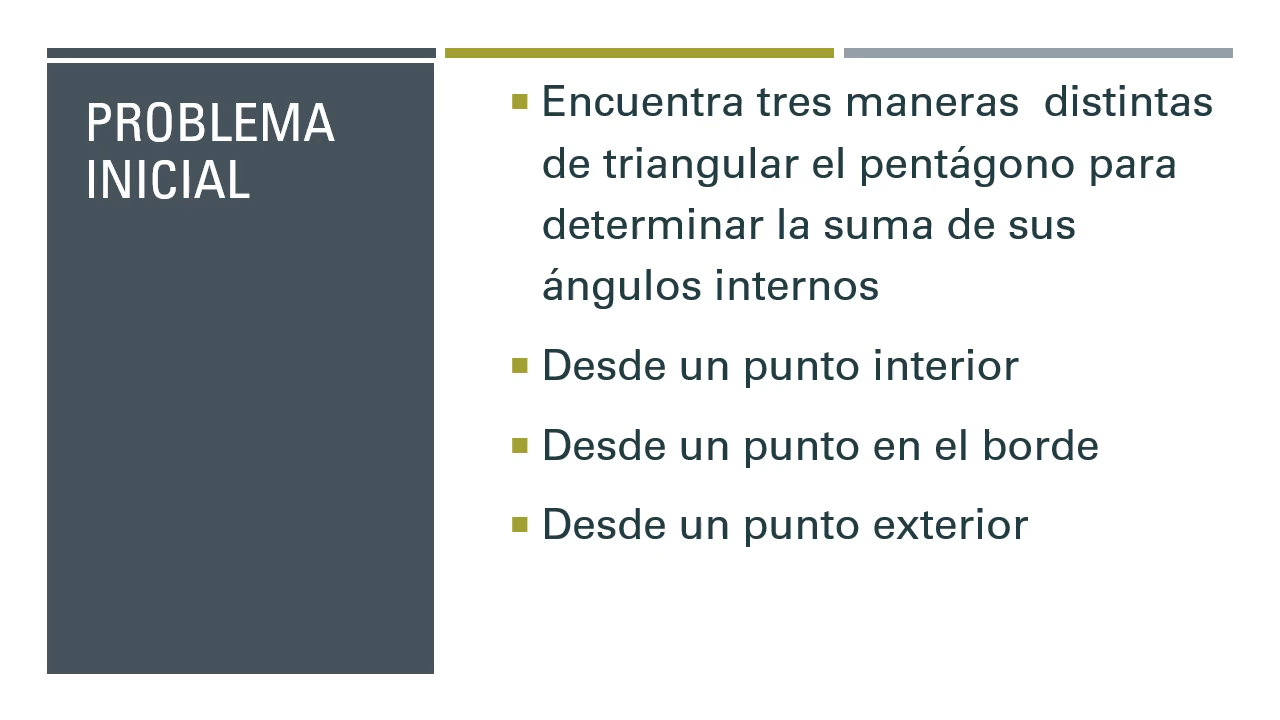 PROBLEMA
INICIAL
Encuentra tres maneras  distintas
de triangular el pentágono para
determinar la suma de sus
ángulos internos
Desde un punto interior
Desde un punto en el borde
Desde un punto exterior